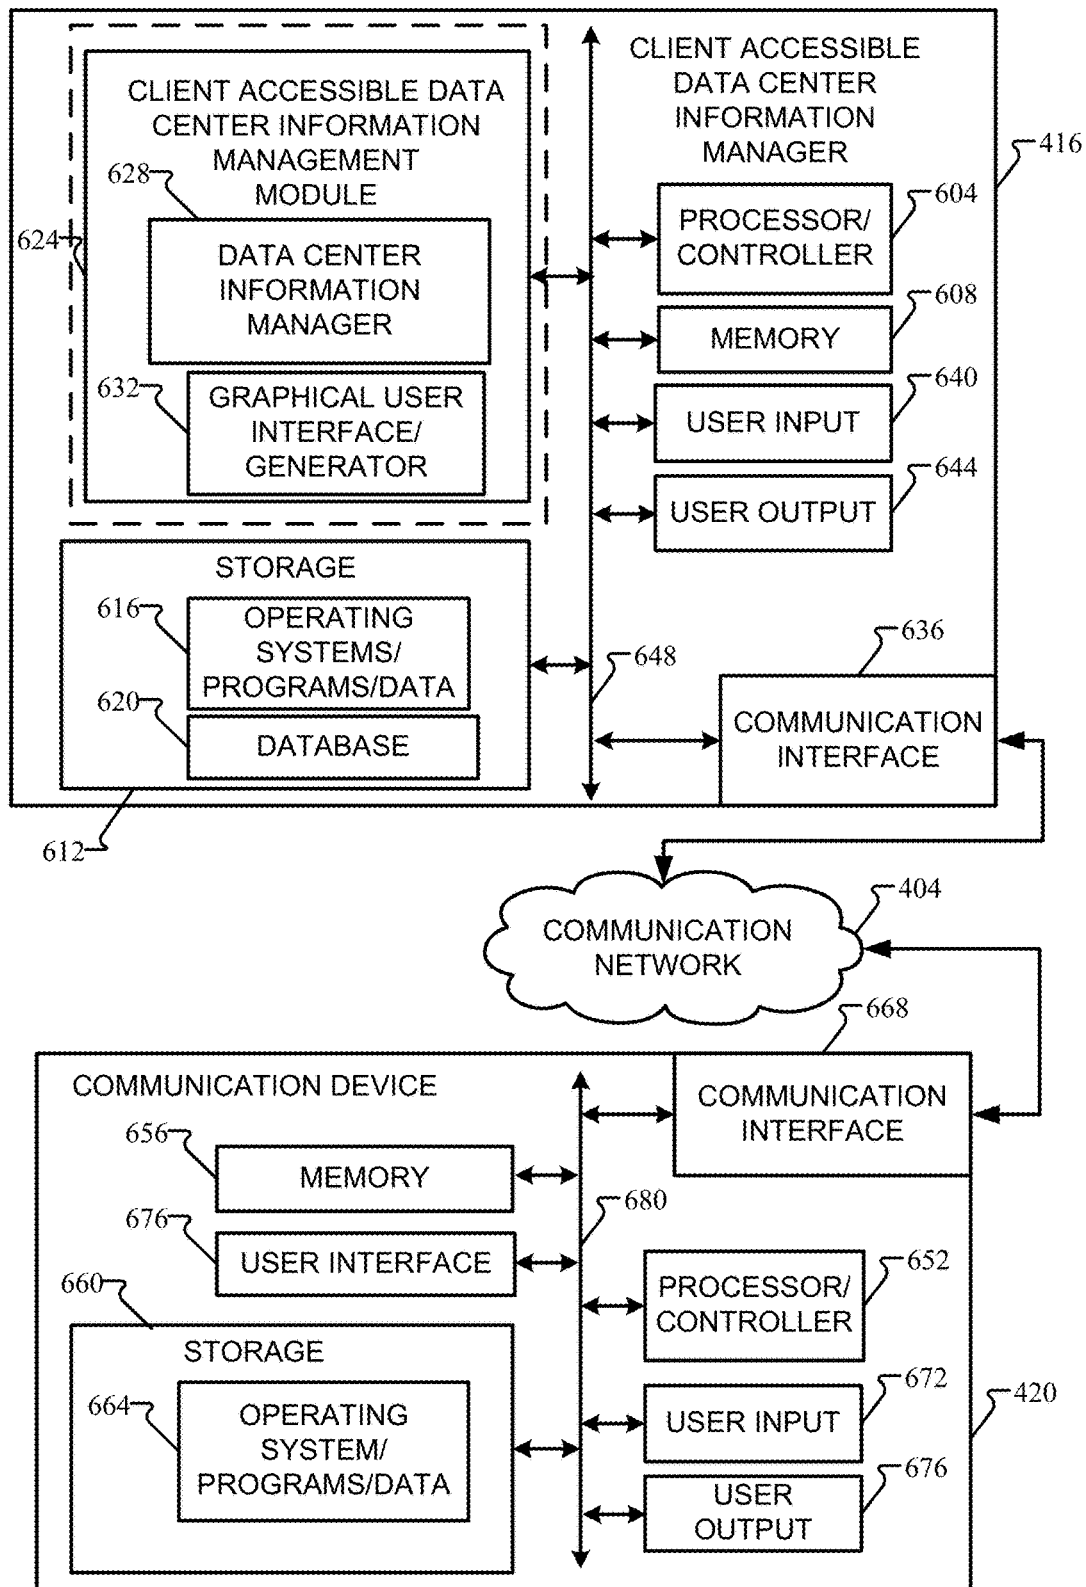 CLIENT ACCESSIBLE DATA
CENTER INFORMATION
MANAGEMENT
MODULE
628
624
DATA CENTER
INFORMATION
MANAGER
632
GRAPHICAL USER
INTERFACE/
GENERATOR
CLIENT ACCESSIBLE
DATA CENTER
INFORMATION
MANAGER
416
604
PROCESSOR/
CONTROLLER
608
MEMORY
640
USER INPUT
644
USER OUTPUT
STORAGE
616
OPERATING
SYSTEMS/
PROGRAMS/DATA
620
DATABASE
612
648
636
COMMUNICATION
INTERFACE
404
COMMUNICATION
NETWORK
668
COMMUNICATION DEVICE
COMMUNICATION
INTERFACE
656
MEMORY
676
USER INTERFACE
680
660
STORAGE
664
OPERATING
SYSTEM/
PROGRAMS/DATA
652
PROCESSOR/
CONTROLLER
672
USER INPUT
420
676
USER
OUTPUT